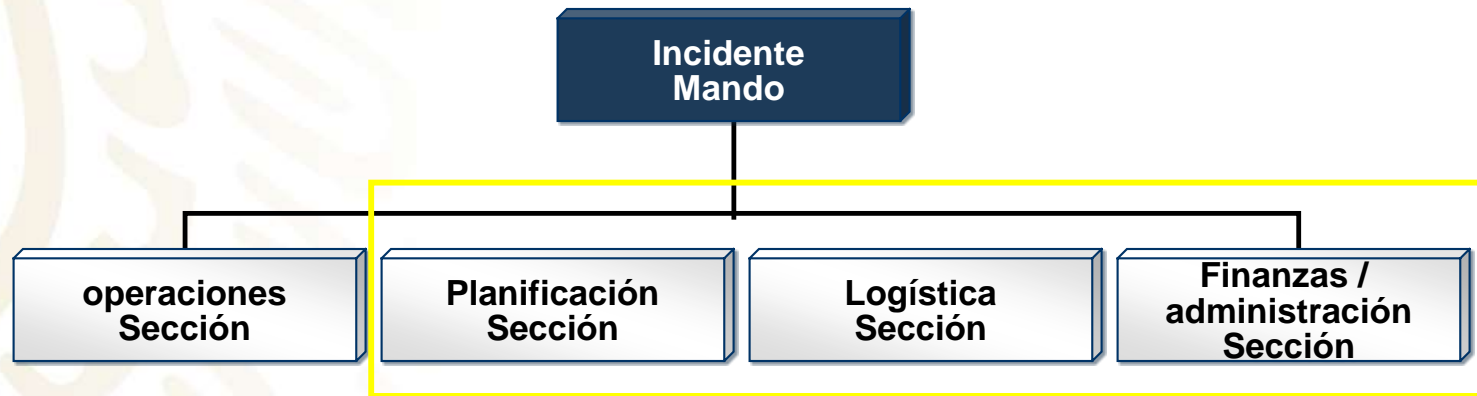 Incidente
Mando
operaciones
Sección
Planificación
Sección
Logística
Sección
Finanzas /
administración
Sección